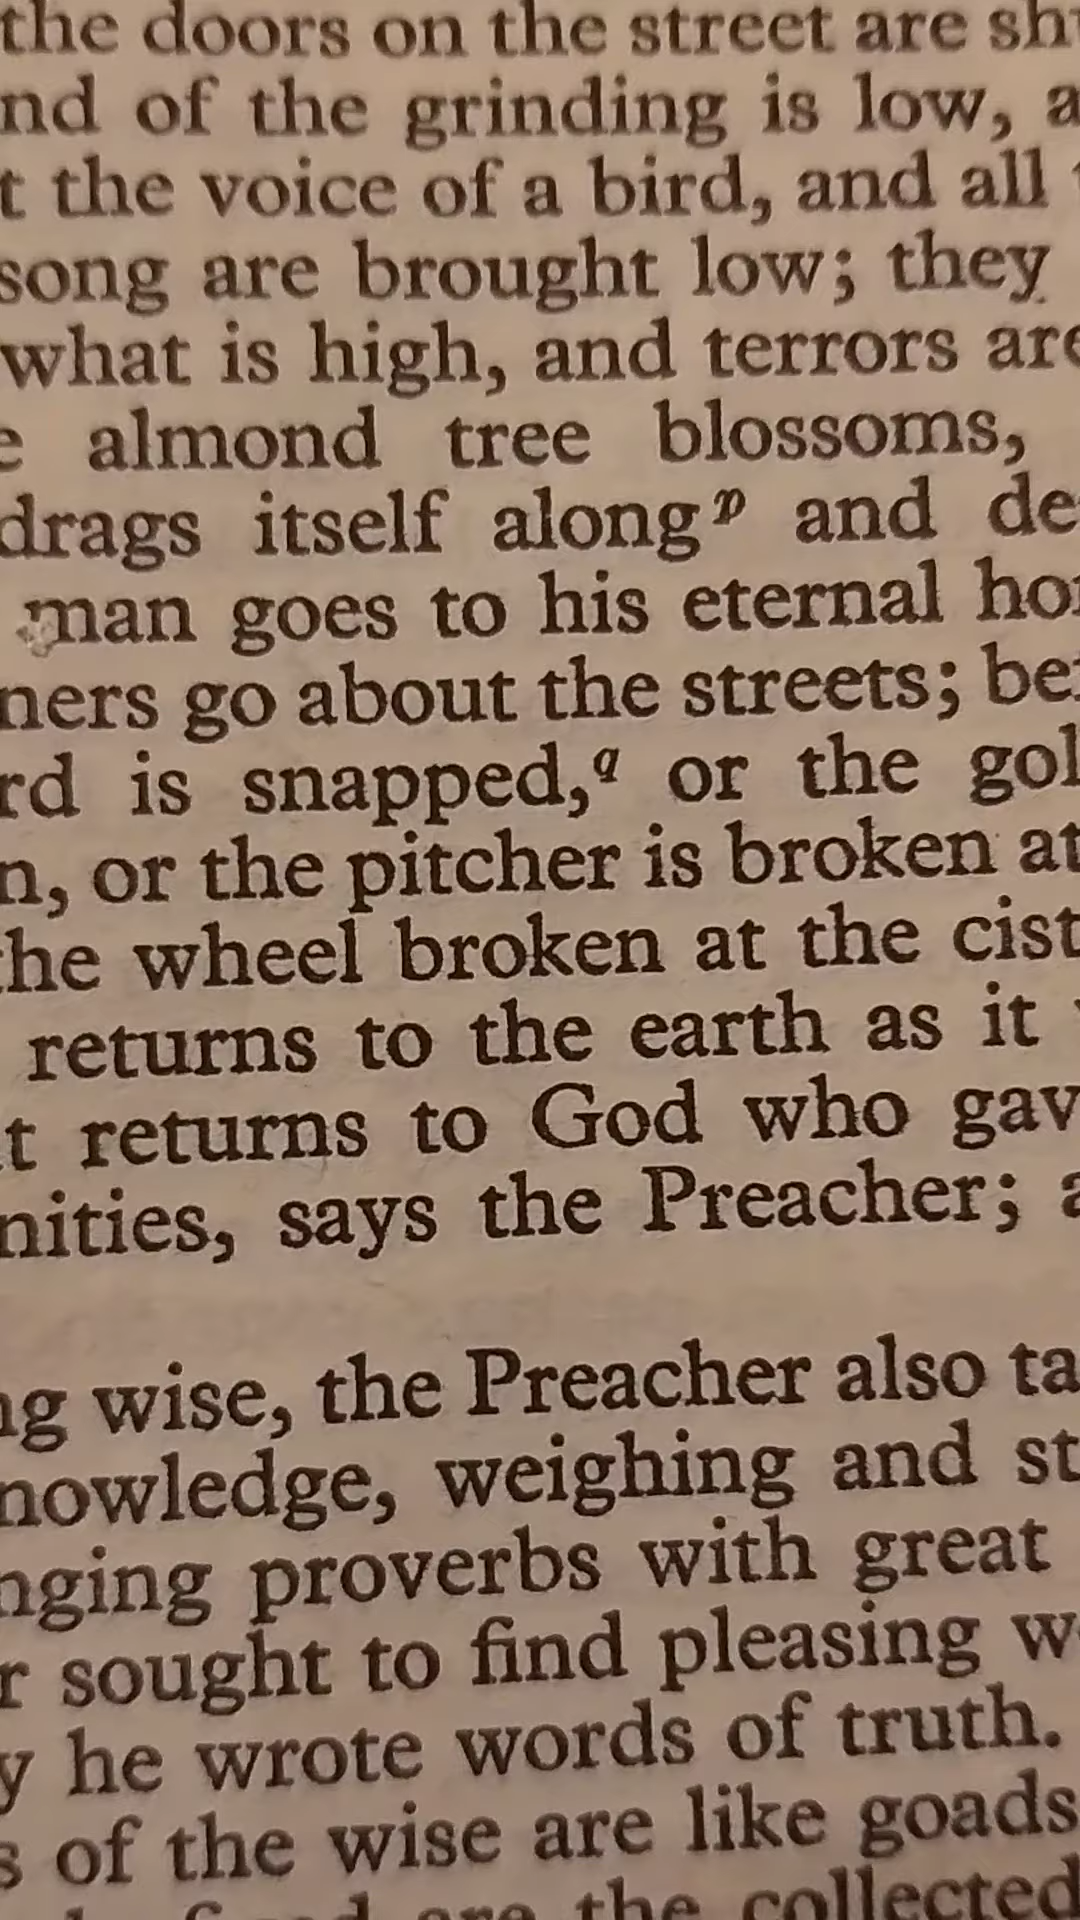 the doors on the street are sh
nd of the grinding is low, a
t the voice of a bird, and all
song are brought low; they
what is high, and terrors are
e almond tree blossoms,
drags itself along p and de
man goes to his eternal ho
ners go about the streets; be
rd is snapped, q or the gol
n, or the pitcher is broken at
the wheel broken at the cist
returns to the earth as it
it returns to God who gav
nities, says the Preacher; a
ng wise, the Preacher also ta
nowledge, weighing and st
nging proverbs with great
r sought to find pleasing w
y he wrote words of truth.
s of the wise are like goads
are the collected